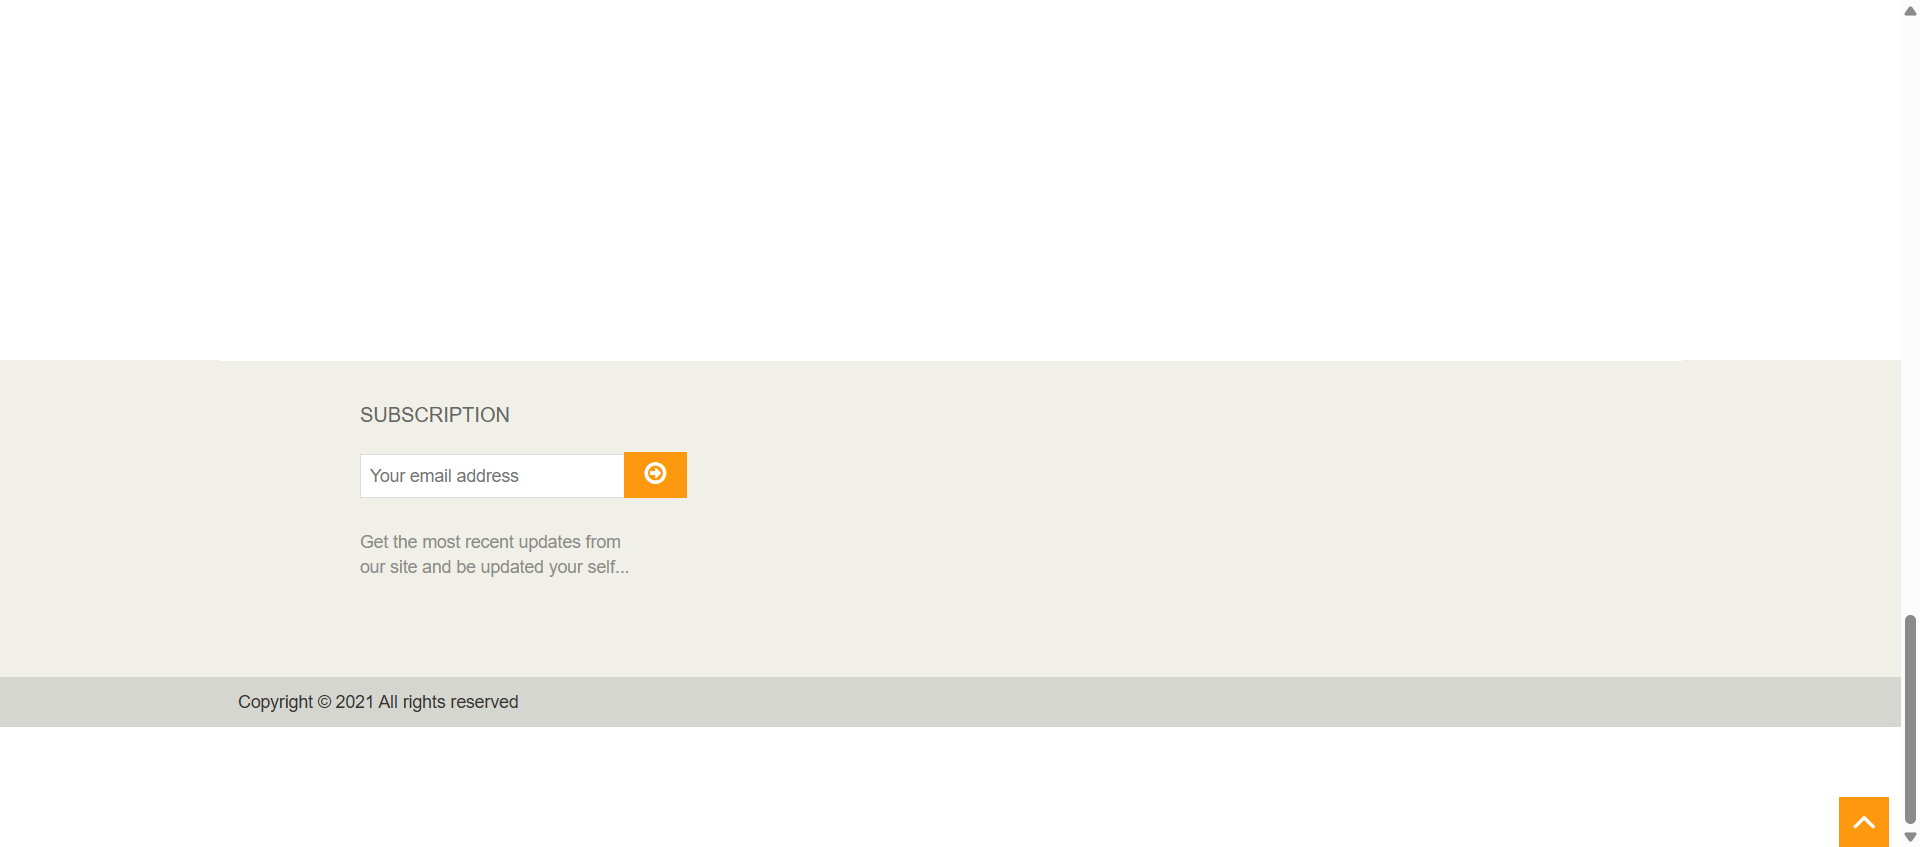 SUBSCRIPTION
Your email address
Get the most recent updates from
our site and be updated your self...
Copyright © 2021 All rights reserved